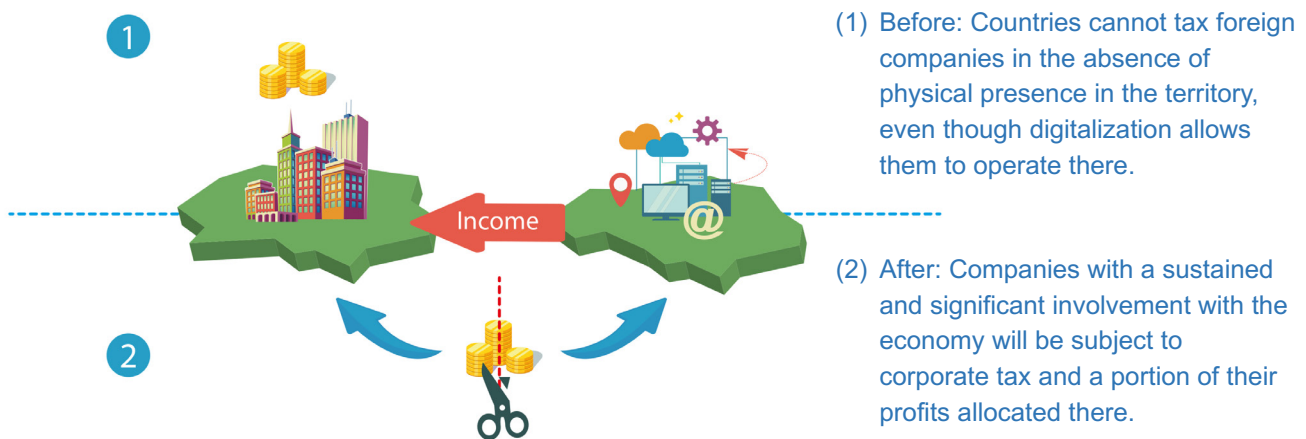 1
(1) Before: Countries cannot tax foreign
companies in the absence of
physical presence in the territory,
even though digitalization allows
them to operate there.
Income
@
2
(2) After: Companies with a sustained
and significant involvement with the
economy will be subject to
corporate tax and a portion of their
profits allocated there.